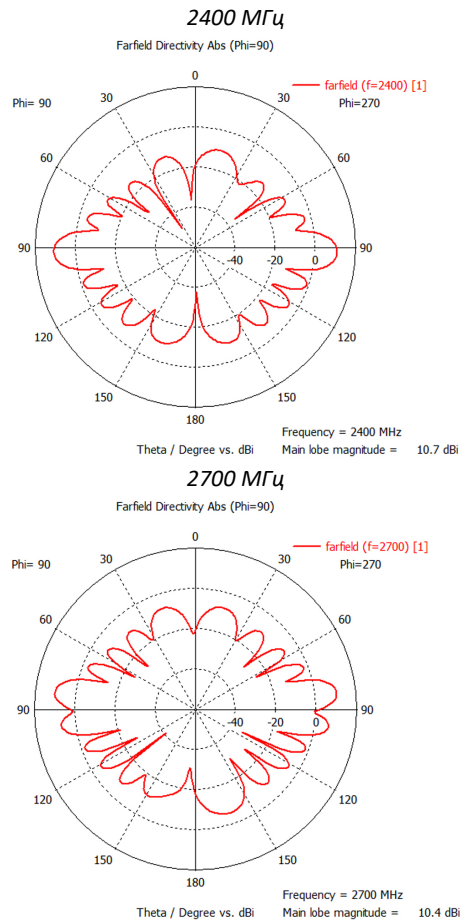 2400 МГц
Farfield Directivity Abs (Phi=90)
0
farfield (f=2400) [1]
Phi= 90
30
30
Phi=270
60
60
90
-40
-20
0
90
120
120
150
150
180
Frequency = 2400 MHz
Theta / Degree vs. dBi
Main lobe magnitude = 10.7 dBi
2700 МГц
Farfield Directivity Abs (Phi=90)
0
farfield (f=2700) [1]
Phi= 90
30
30
Phi=270
60
60
90
-40
-20
0
90
120
120
150
150
180
Frequency = 2700 MHz
Theta / Degree vs. dBi
Main lobe magnitude = 10.4 dBi